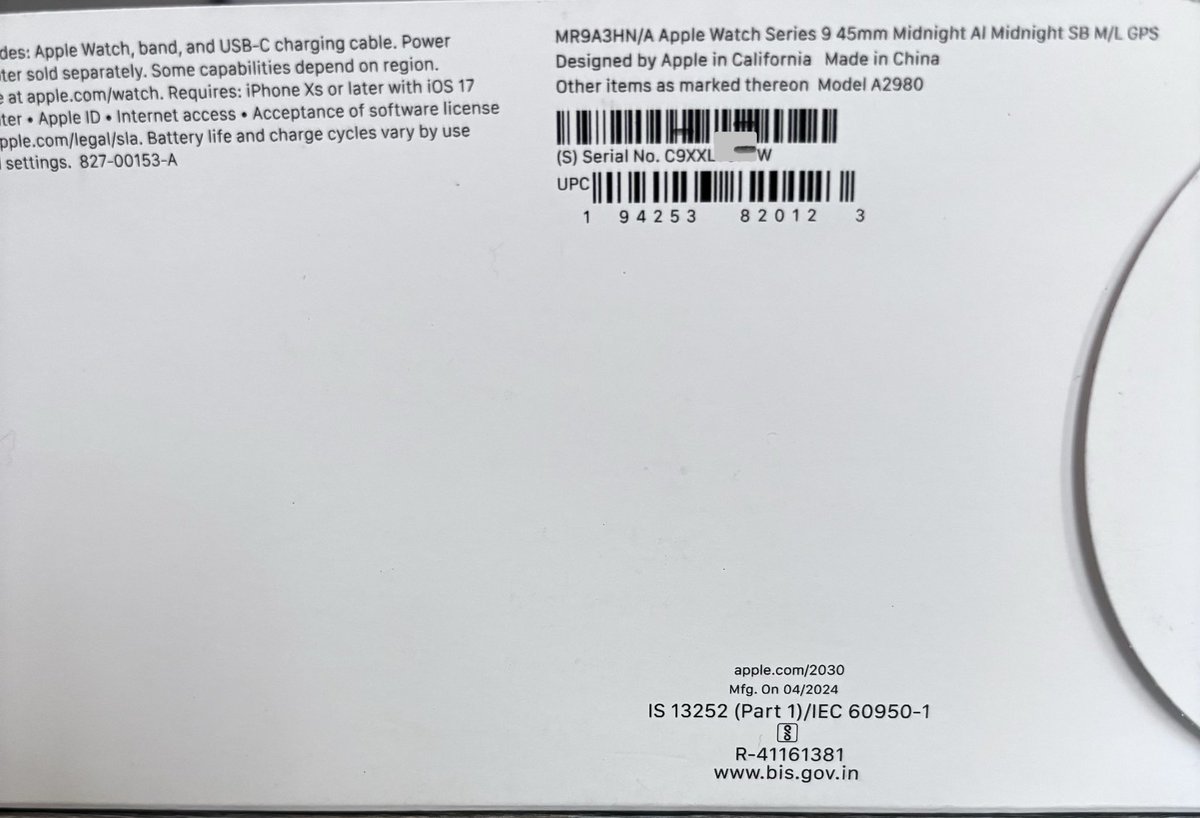 des: Apple Watch, band, and USB-C charging cable. Power
ter sold separately. Some capabilities depend on region.
e at apple.com/watch. Requires: iPhone Xs or later with iOS 17
ter • Apple ID • Internet access • Acceptance of software license
pple.com/legal/sla. Battery life and charge cycles vary by use
settings. 827-00153-A
MR9A3HN/A Apple Watch Series 9 45mm Midnight Al Midnight SB M/L GPS
Designed by Apple in California Made in China
Other items as marked thereon Model A2980
(S) Serial No. C9XXL W
UPC
1 94253 82012 3
apple.com/2030
Mfg. On 04/2024
IS 13252 (Part 1)/IEC 60950-1
R-41161381
www.bis.gov.in